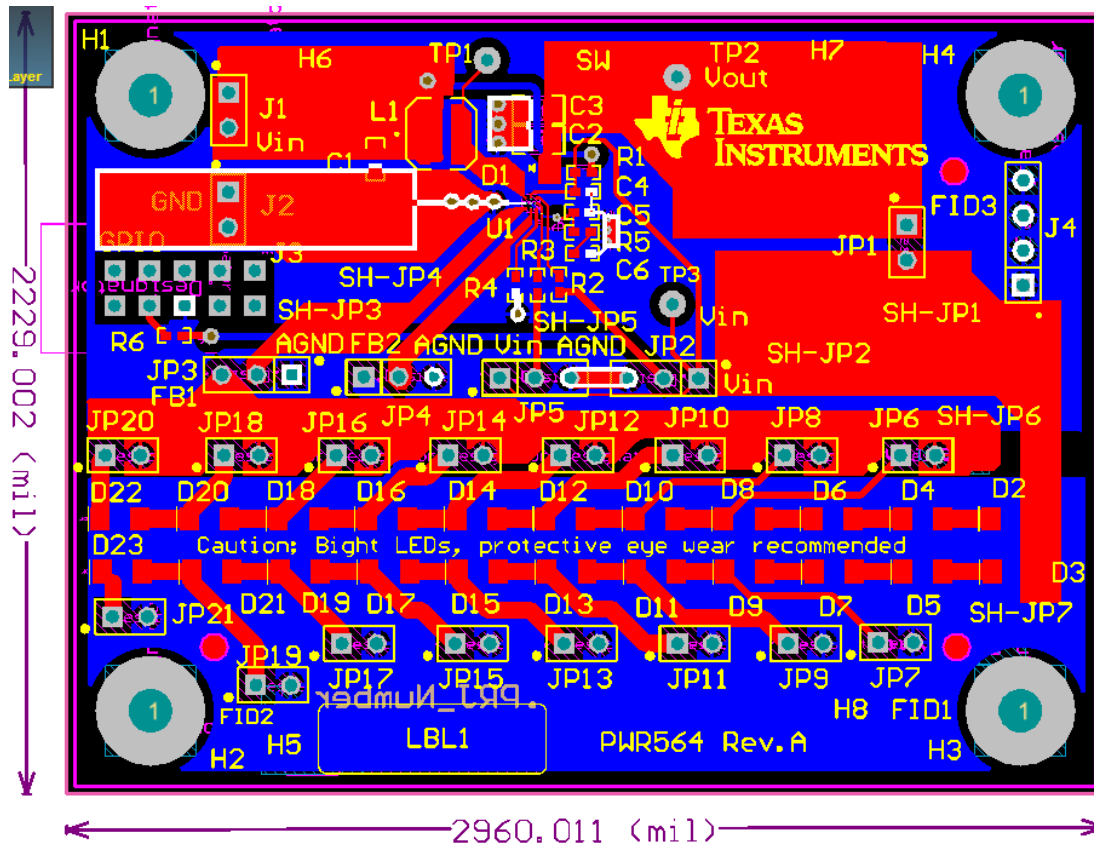 H1
H6
TP1
SW
TP2
H7
H4
Layer
Vout
J1
Vin
L1
C3
C2
TEXAS
INSTRUMENTS
C1
R1
D1
C4
GND
J2
U1
C5
FID3
R5
JP1
J4
GPIO
J3
R3
C6
SH-JP4
R4
R2
TP3
SH-JP3
SH-JP5
Vin
SH-JP1
R6
AGND
FB2
AGND
Vin
AGND
JP2
SH-JP2
JP3
FB1
Vin
JP4
JP5
JP20
JP18
JP16
JP14
JP12
JP10
JP8
JP6
SH-JP6
D22
D20
D18
D16
D14
D12
D10
D8
D6
D4
D2
D23
Caution: Bight LEDs, protective eye wear recommended
D3
JP21
D21
D19
D17
D15
D13
D11
D9
D7
D5
SH-JP7
JP19
JP17
JP15
JP13
JP11
JP9
JP7
FID2
PRJ_Number
H8
FID1
H2
H5
LBL1
PWR564 Rev.A
H3
1
1
1
1
Designator
2229.002 (mil)
2960.011 (mil)